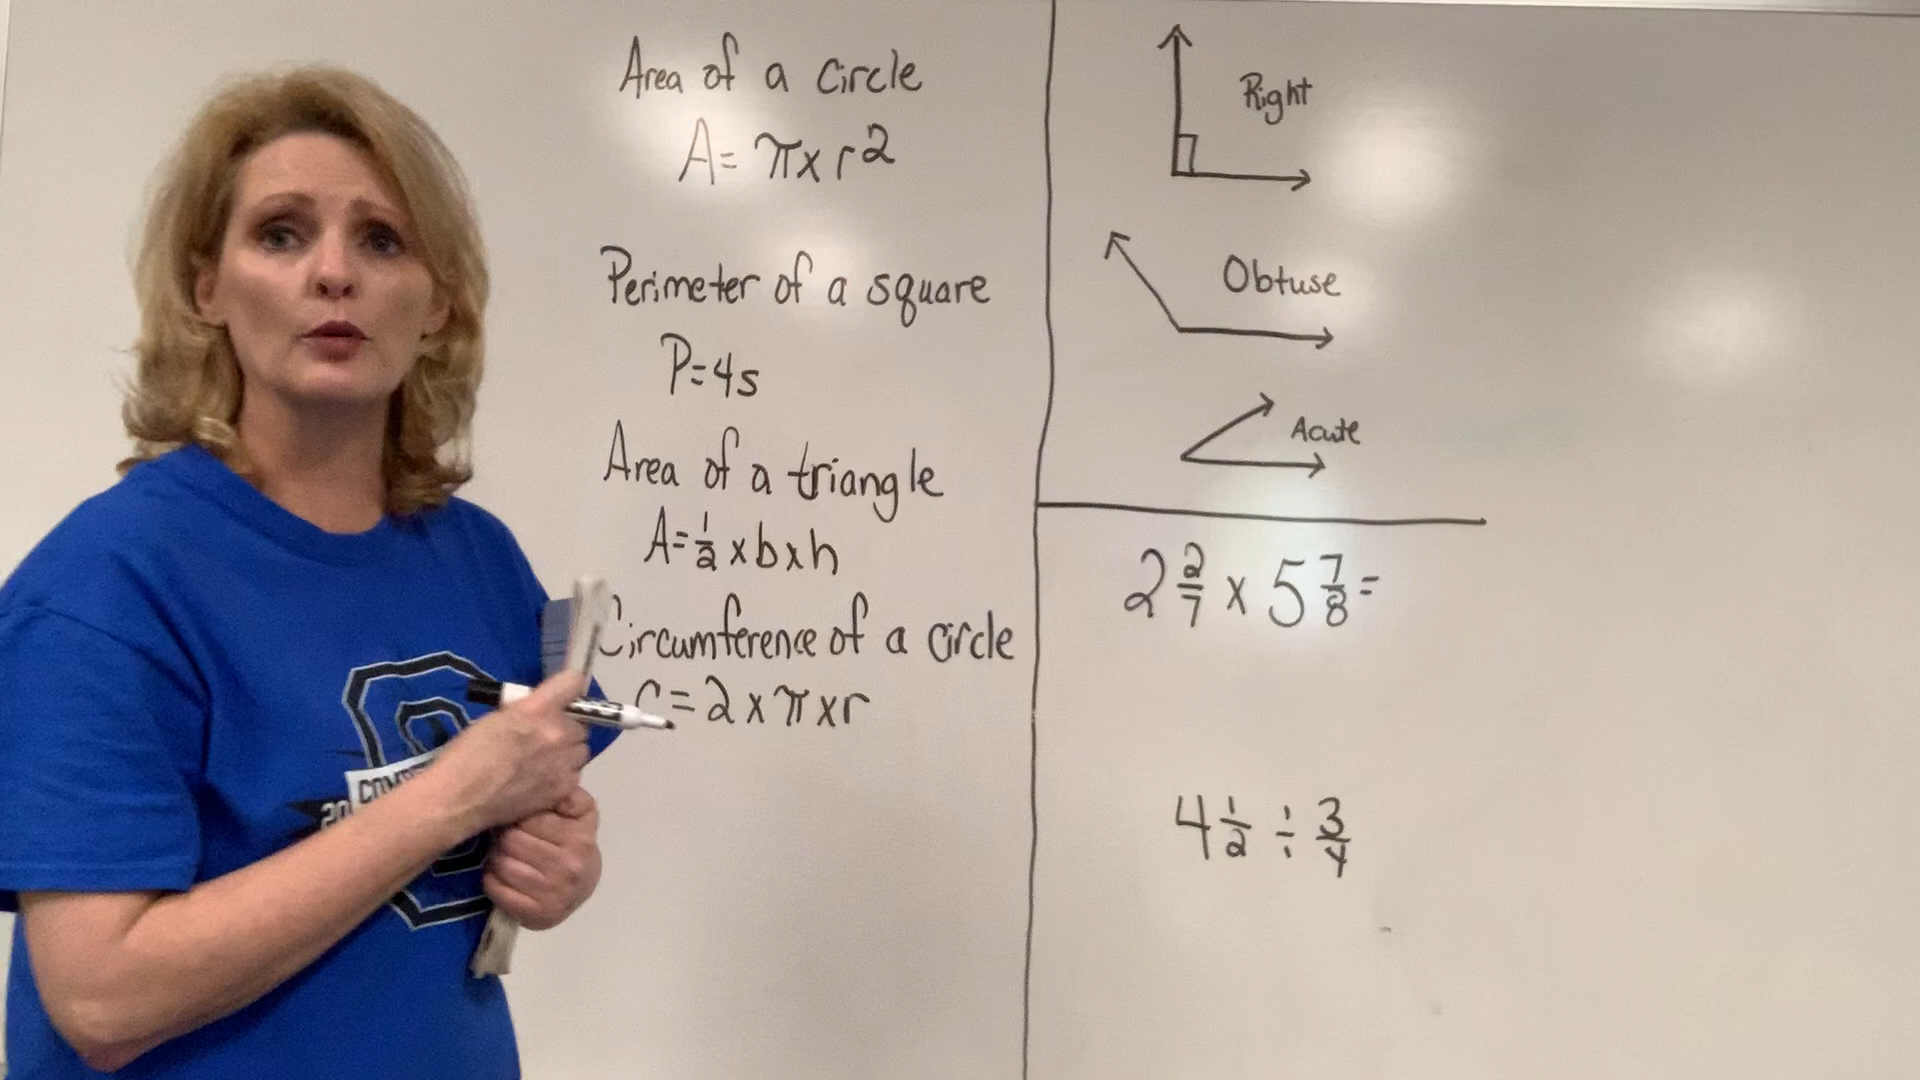 Area of a circle
A = π x r²
Perimeter of a square
P = 4s
Area of a triangle
A = 1/2 x b x h
Circumference of a circle
C = 2 x π x r
Right
Obtuse
Acute
2 2/7 x 5 7/8 =
4 1/2 ÷ 3/4
20